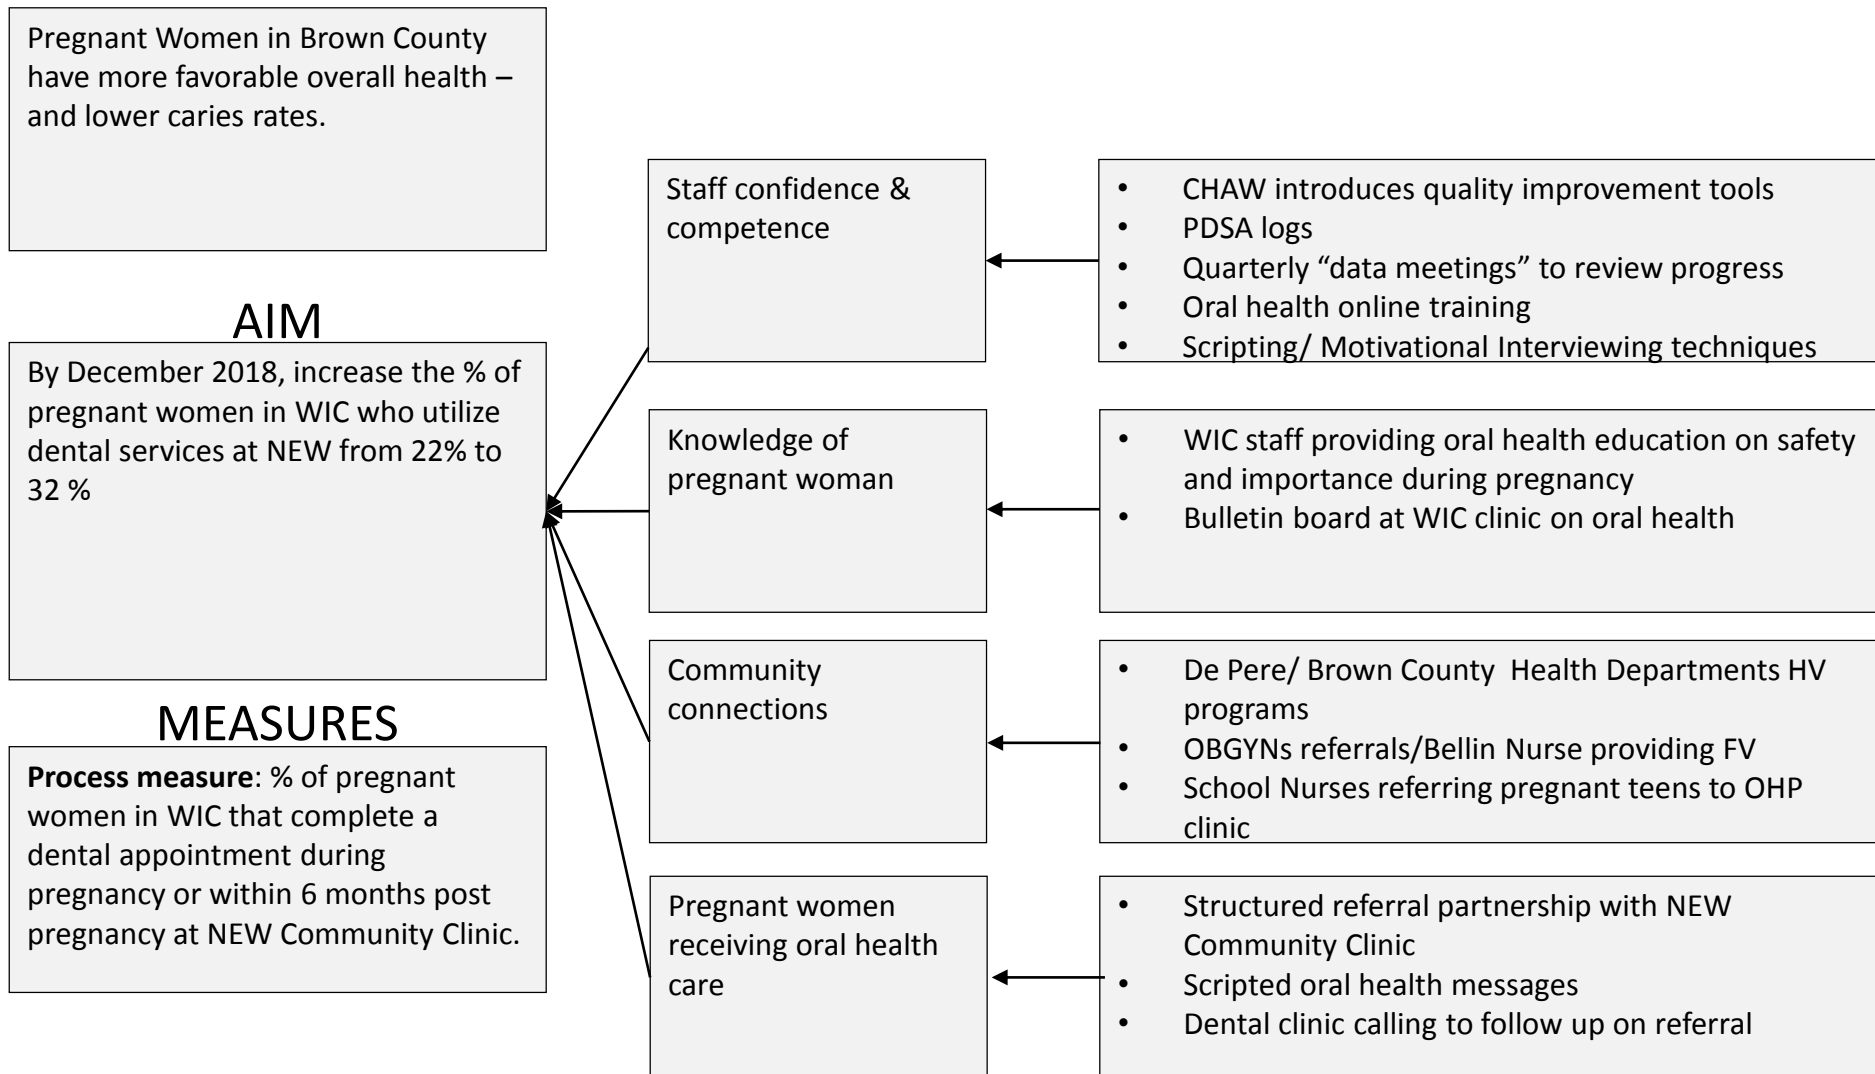 Pregnant Women in Brown County
have more favorable overall health –
and lower caries rates.
AIM
By December 2018, increase the % of
pregnant women in WIC who utilize
dental services at NEW from 22% to
32 %
MEASURES
Process measure: % of pregnant
women in WIC that complete a
dental appointment during
pregnancy or within 6 months post
pregnancy at NEW Community Clinic.
Staff confidence &
competence
• CHAW introduces quality improvement tools
• PDSA logs
• Quarterly “data meetings” to review progress
• Oral health online training
• Scripting/ Motivational Interviewing techniques
Knowledge of
pregnant woman
• WIC staff providing oral health education on safety
and importance during pregnancy
• Bulletin board at WIC clinic on oral health
Community
connections
• De Pere/ Brown County  Health Departments HV
programs
• OBGYNs referrals/Bellin Nurse providing FV
• School Nurses referring pregnant teens to OHP
clinic
Pregnant women
receiving oral health
care
• Structured referral partnership with NEW
Community Clinic
• Scripted oral health messages
• Dental clinic calling to follow up on referral